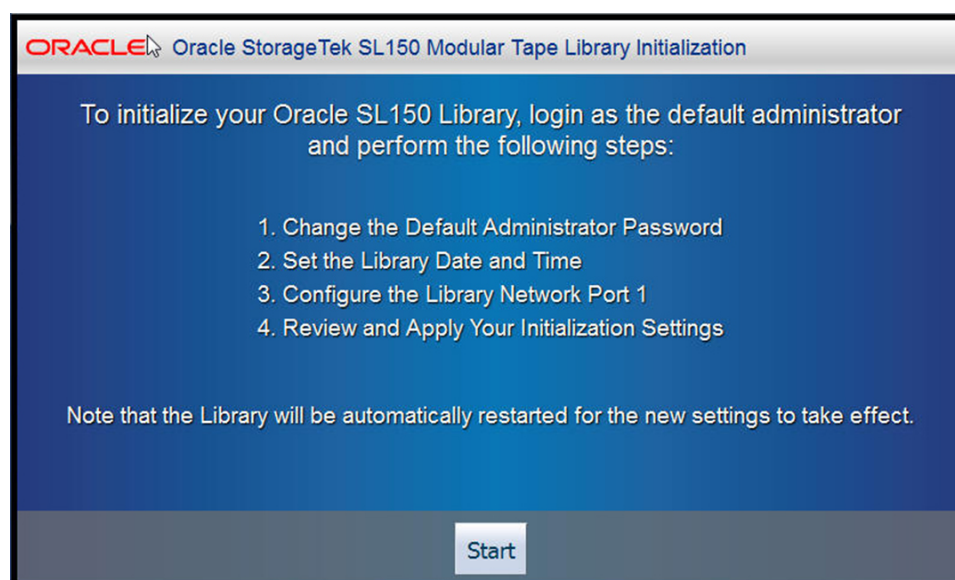 ORACLE Oracle StorageTek SL150 Modular Tape Library Initialization
To initialize your Oracle SL150 Library, login as the default administrator
and perform the following steps:
1. Change the Default Administrator Password
2. Set the Library Date and Time
3. Configure the Library Network Port 1
4. Review and Apply Your Initialization Settings
Note that the Library will be automatically restarted for the new settings to take effect.
Start